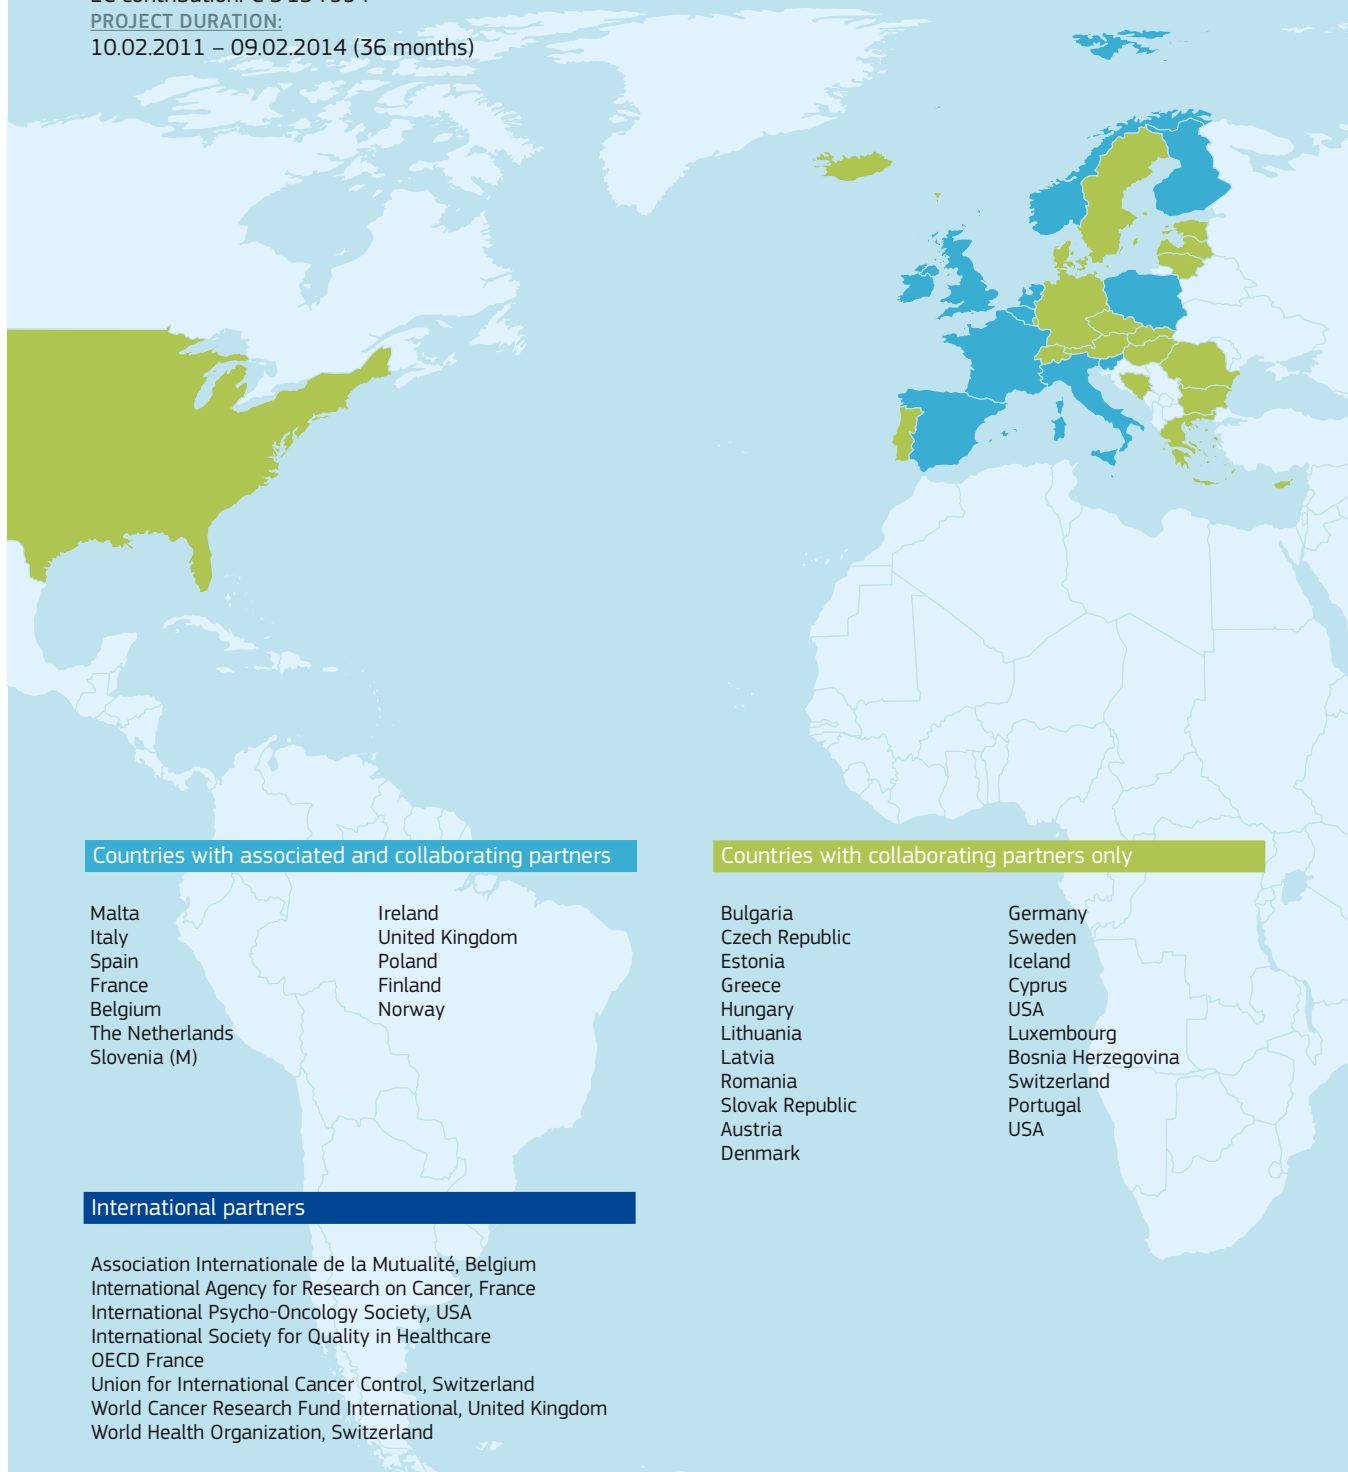 PROJECT DURATION:
10.02.2011 – 09.02.2014 (36 months)
Countries with associated and collaborating partners
Malta
Italy
Spain
France
Belgium
The Netherlands
Slovenia (M)
Ireland
United Kingdom
Poland
Finland
Norway
Countries with collaborating partners only
Bulgaria
Czech Republic
Estonia
Greece
Hungary
Lithuania
Latvia
Romania
Slovak Republic
Austria
Denmark
Germany
Sweden
Iceland
Cyprus
USA
Luxembourg
Bosnia Herzegovina
Switzerland
Portugal
USA
International partners
Association Internationale de la Mutualité, Belgium
International Agency for Research on Cancer, France
International Psycho-Oncology Society, USA
International Society for Quality in Healthcare
OECD France
Union for International Cancer Control, Switzerland
World Cancer Research Fund International, United Kingdom
World Health Organization, Switzerland